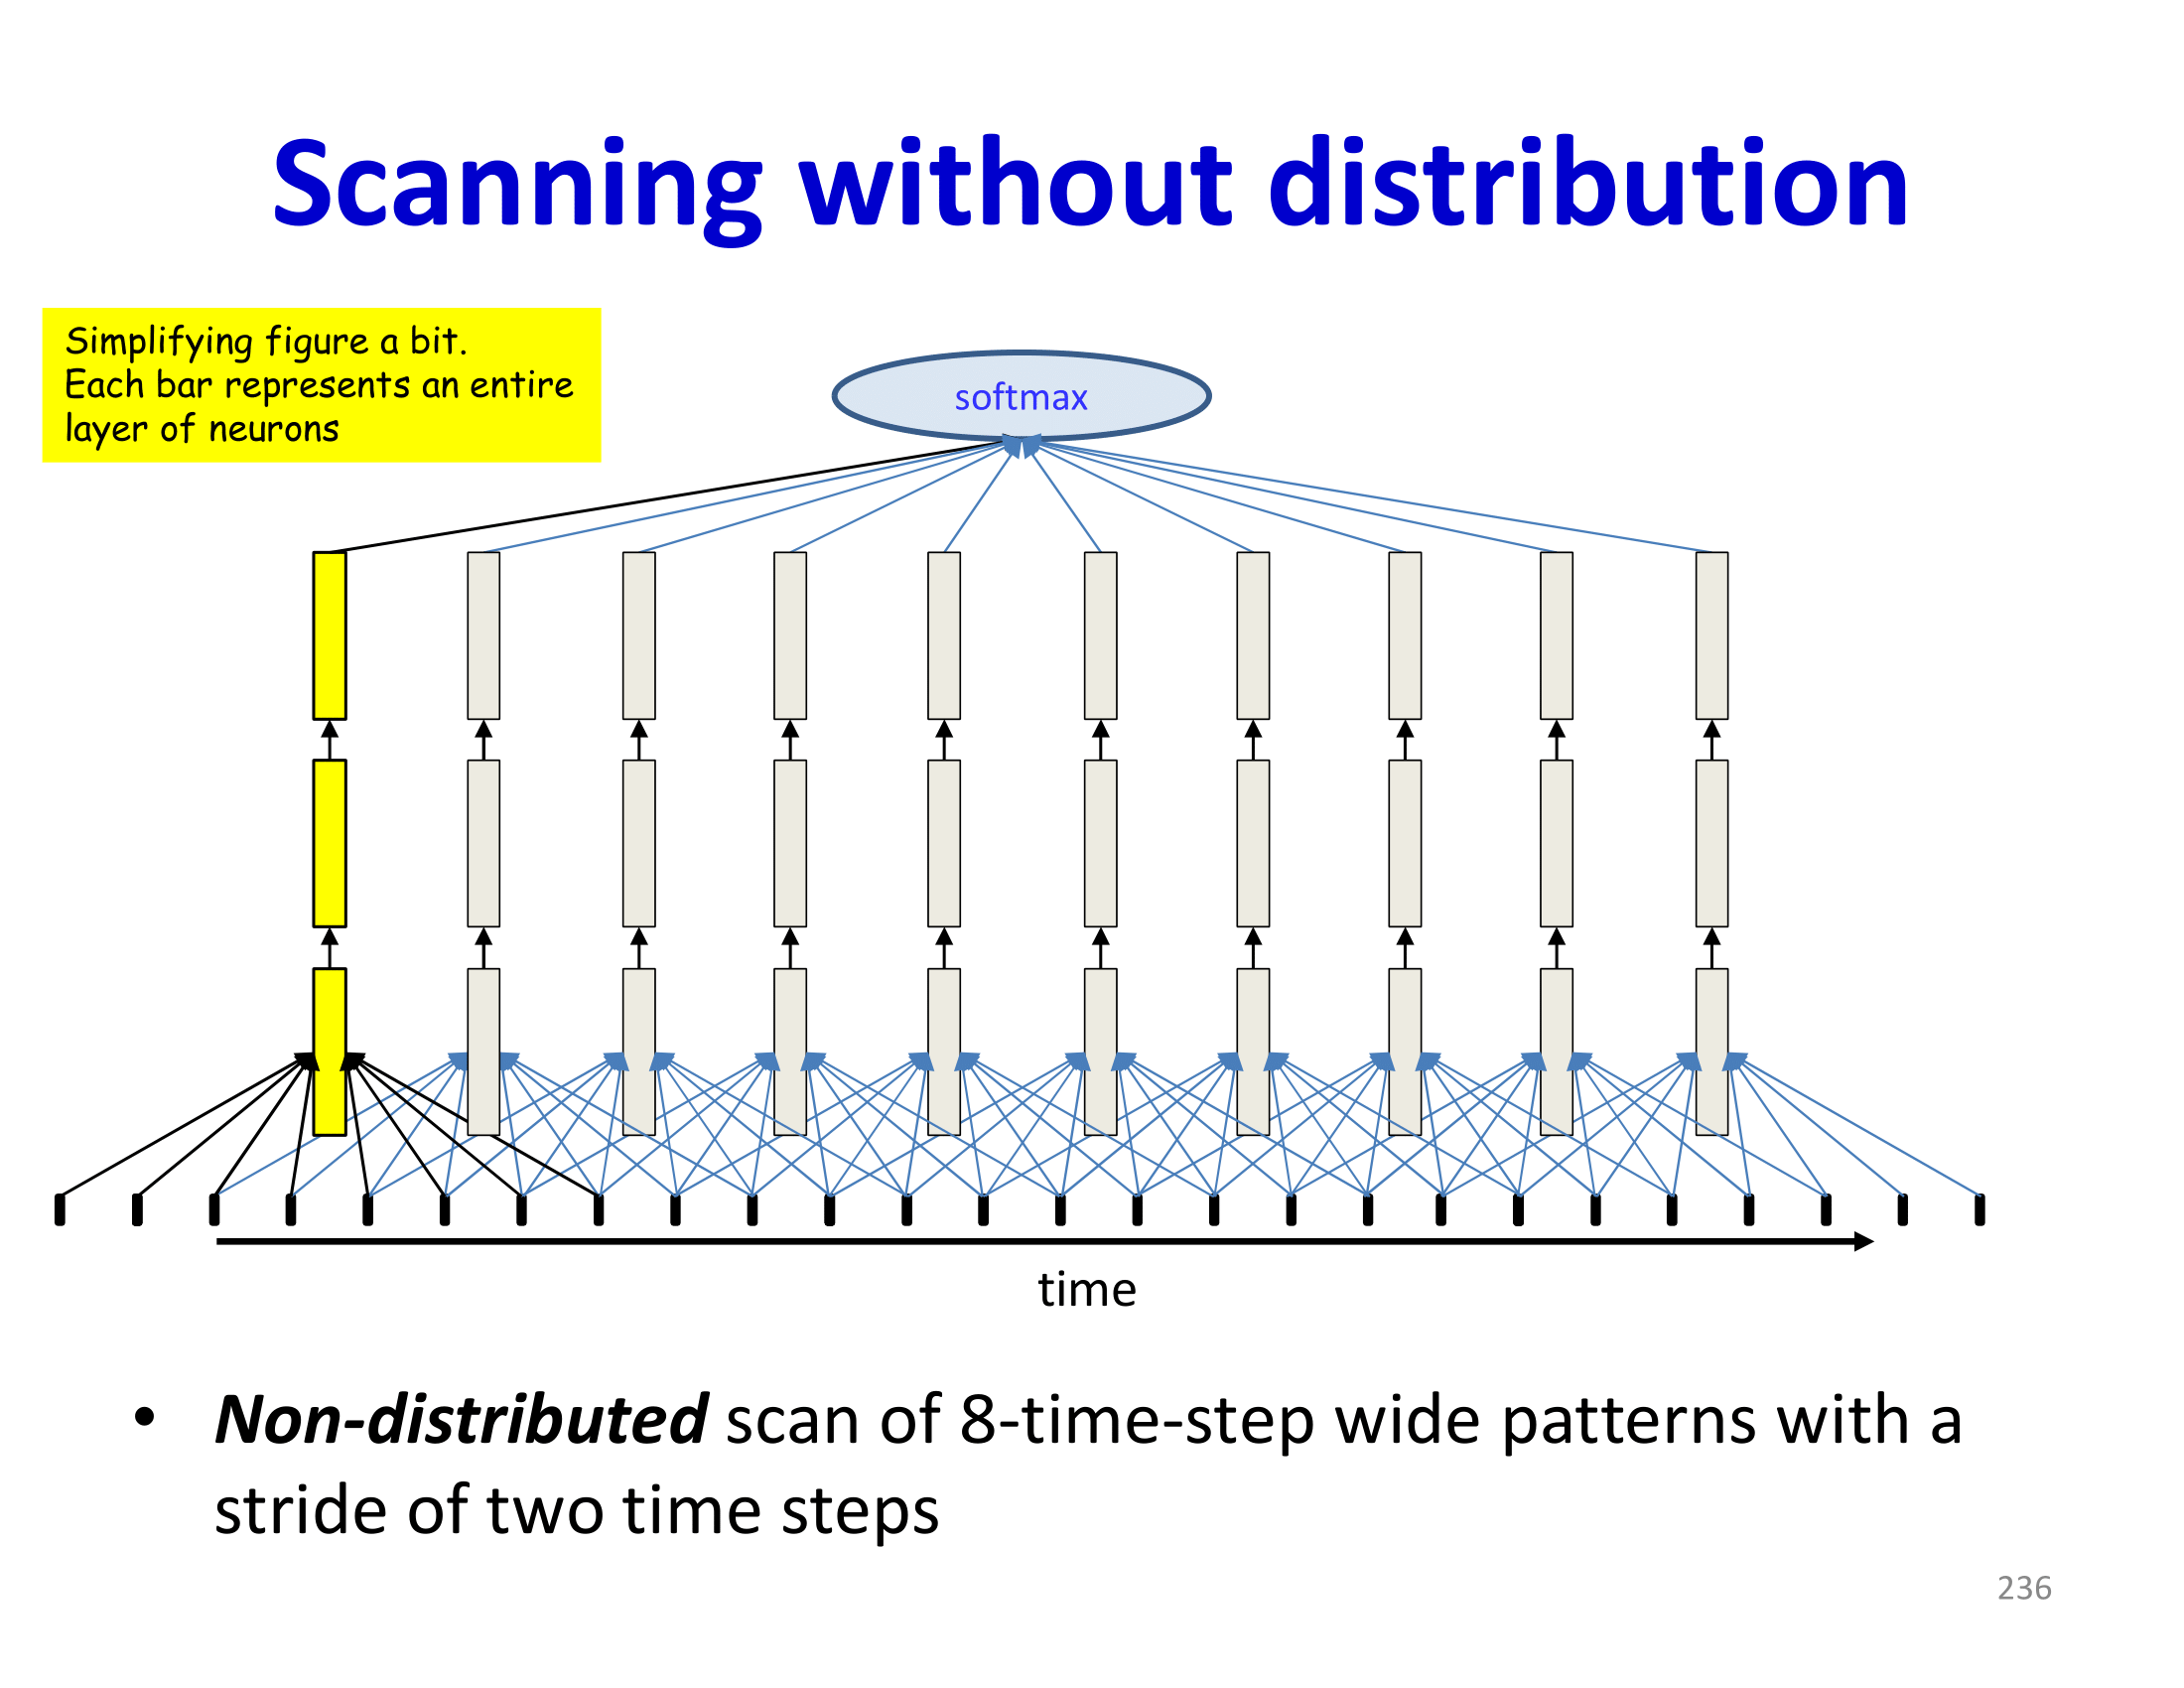 Scanning without distribution
Simplifying figure a bit.
Each bar represents an entire
layer of neurons
softmax
time
• Non-distributed scan of 8-time-step wide patterns with a
stride of two time steps
236